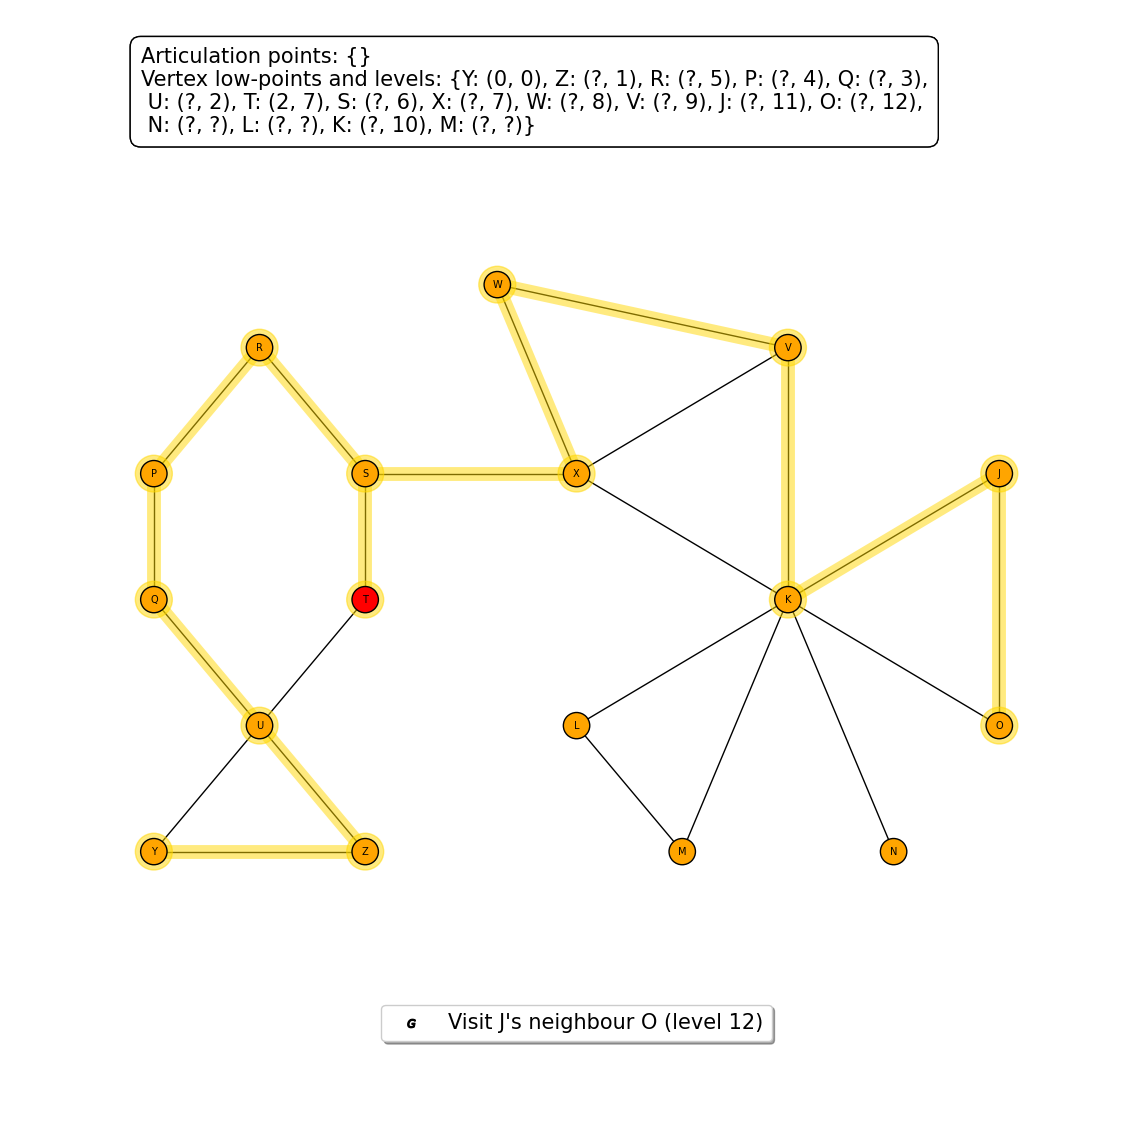 Articulation points: {}
Vertex low-points and levels: {Y: (0, 0), Z: (?, 1), R: (?, 5), P: (?, 4), Q: (?, 3),
U: (?, 2), T: (2, 7), S: (?, 6), X: (?, 7), W: (?, 8), V: (?, 9), J: (?, 11), O: (?, 12),
N: (?, ?), L: (?, ?), K: (?, 10), M: (?, ?)}
W
R
V
P
S
X
J
Q
T
K
U
L
O
Y
Z
M
N
G Visit J's neighbour O (level 12)